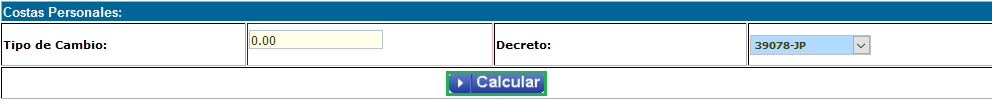 Costas Personales:
Tipo de Cambio: 0.00 Decreto: 39078-JP
Calcular